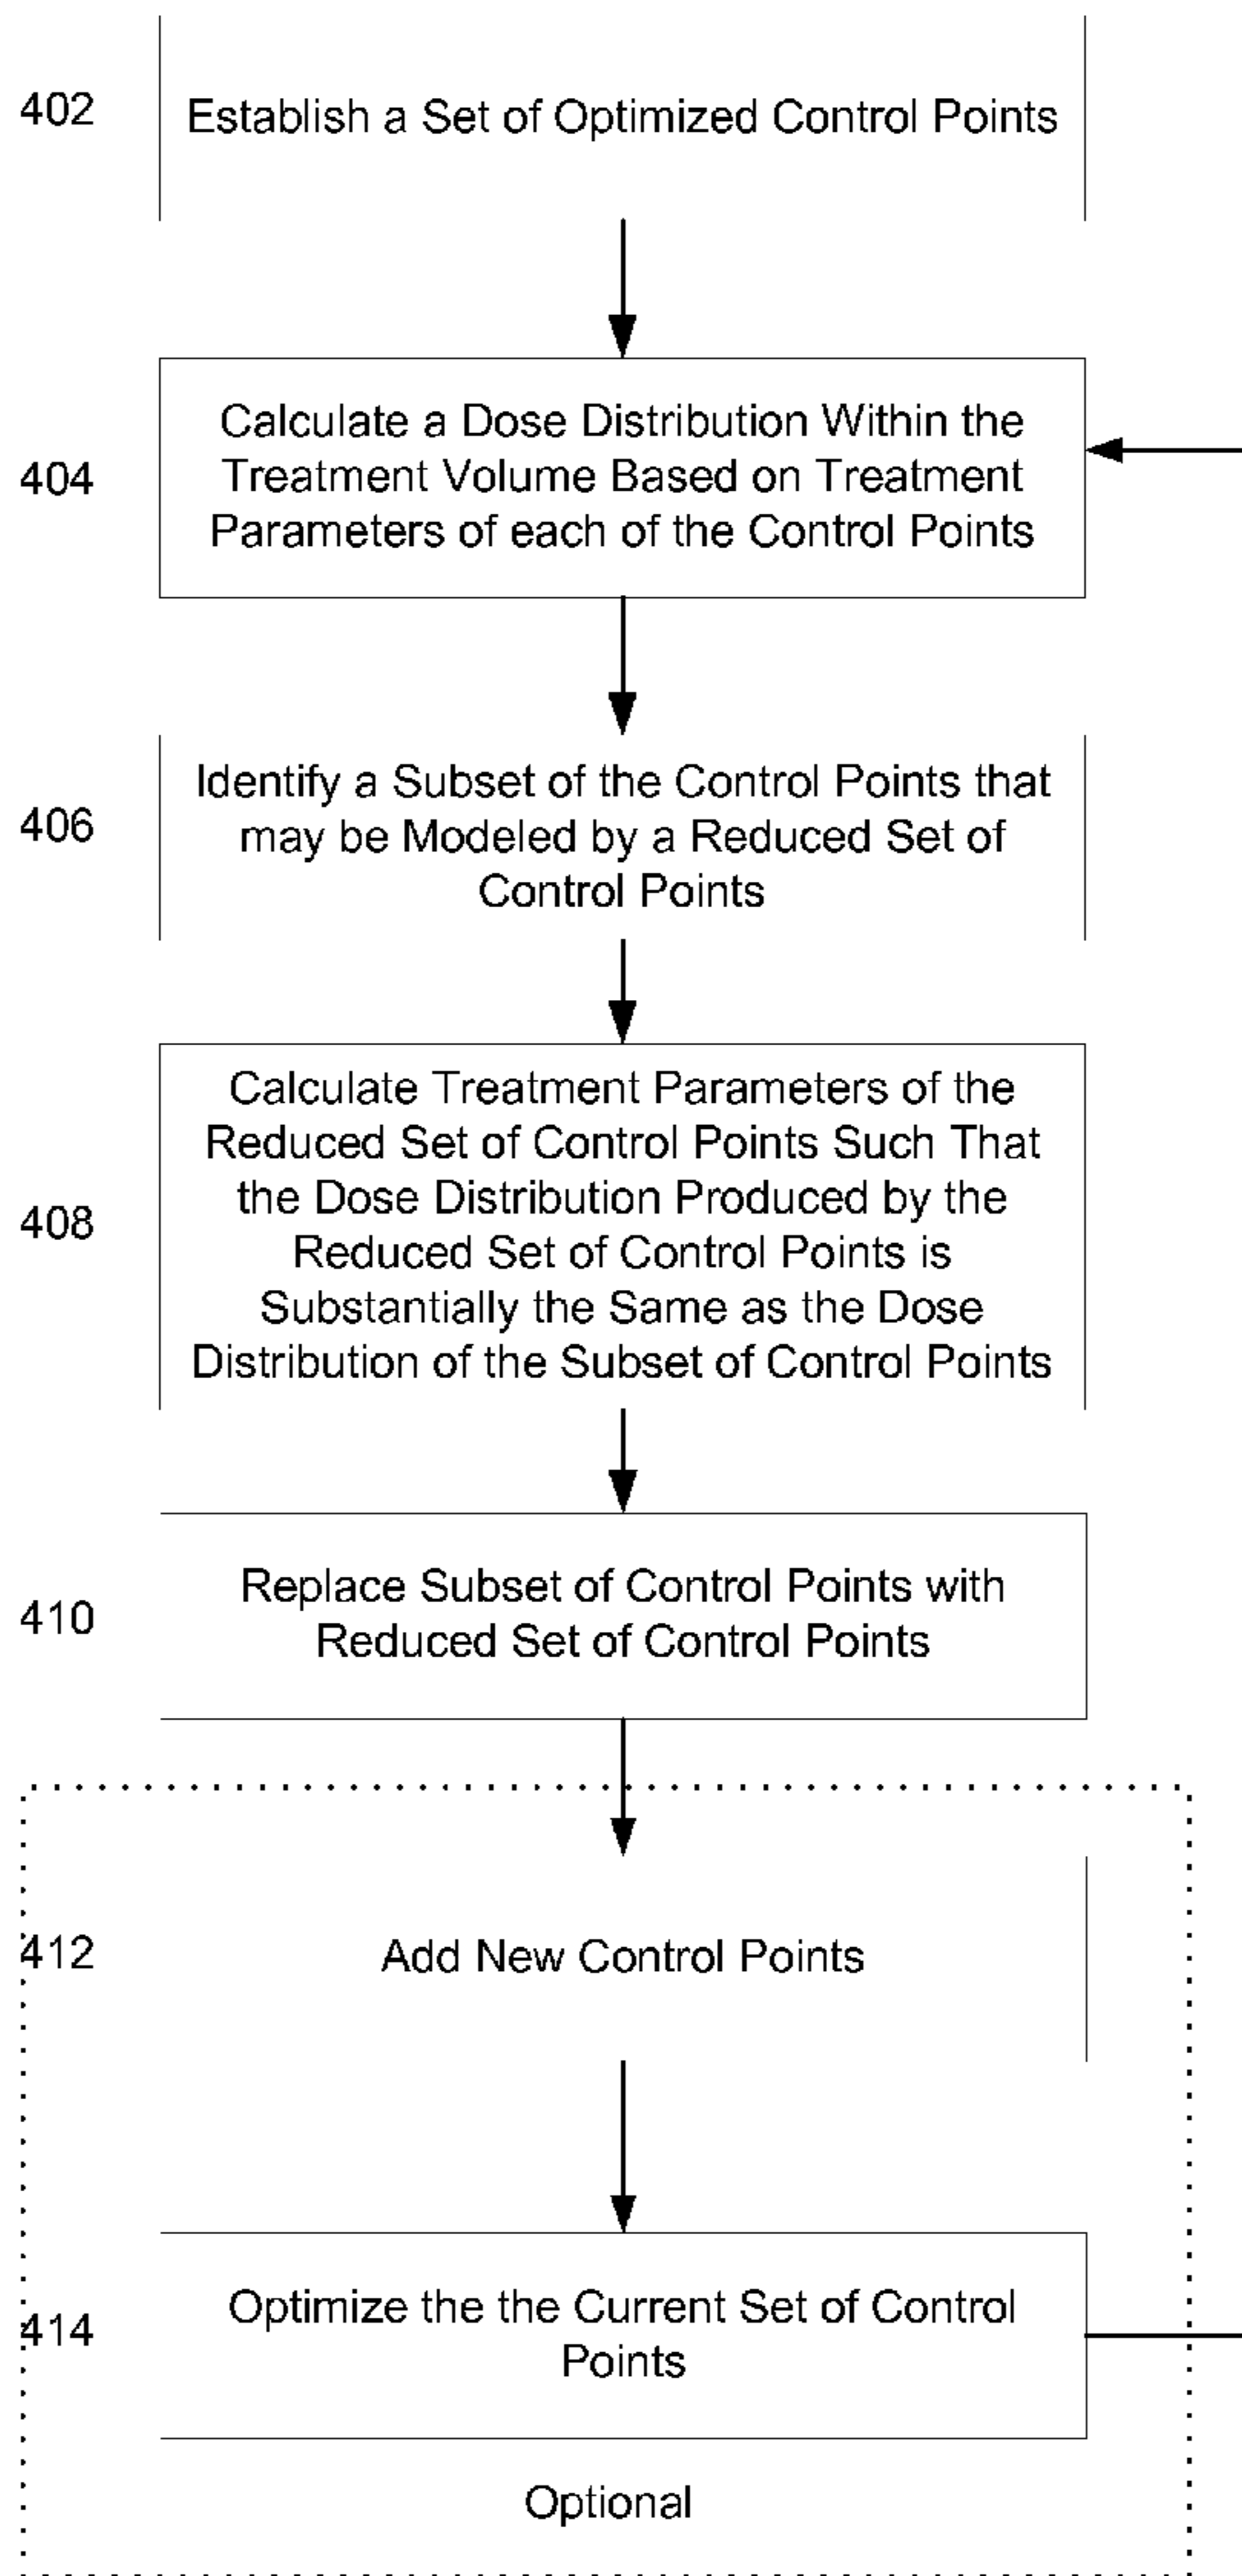 402
Establish a Set of Optimized Control Points
404
Calculate a Dose Distribution Within the
Treatment Volume Based on Treatment
Parameters of each of the Control Points
406
Identify a Subset of the Control Points that
may be Modeled by a Reduced Set of
Control Points
408
Calculate Treatment Parameters of the
Reduced Set of Control Points Such That
the Dose Distribution Produced by the
Reduced Set of Control Points is
Substantially the Same as the Dose
Distribution of the Subset of Control Points
410
Replace Subset of Control Points with
Reduced Set of Control Points
412
Add New Control Points
414
Optimize the the Current Set of Control
Points
Optional